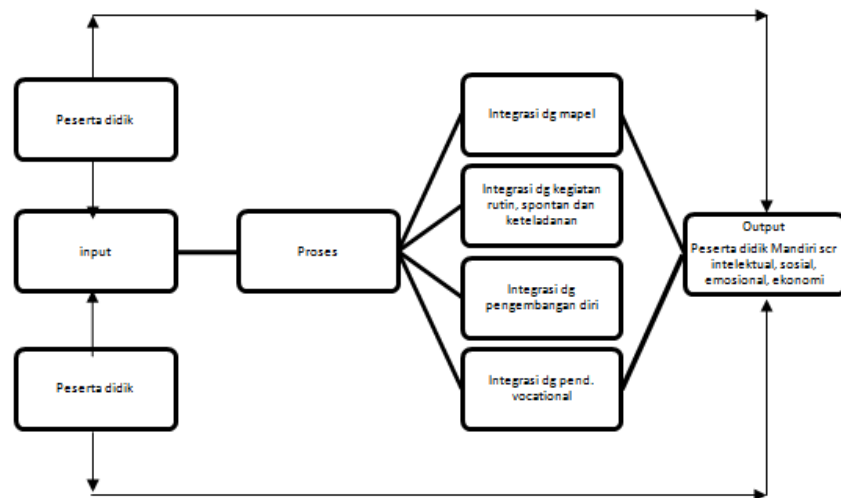 Peserta didik
input
Peserta didik
Proses
Integrasi dg mapel
Integrasi dg kegiatan
rutin, spontan dan
keteladanan
Integrasi dg
pengembangan diri
Integrasi dg pend.
vocational
Output
Peserta didik Mandiri scr
intelektual, sosial,
emosional, ekonomi